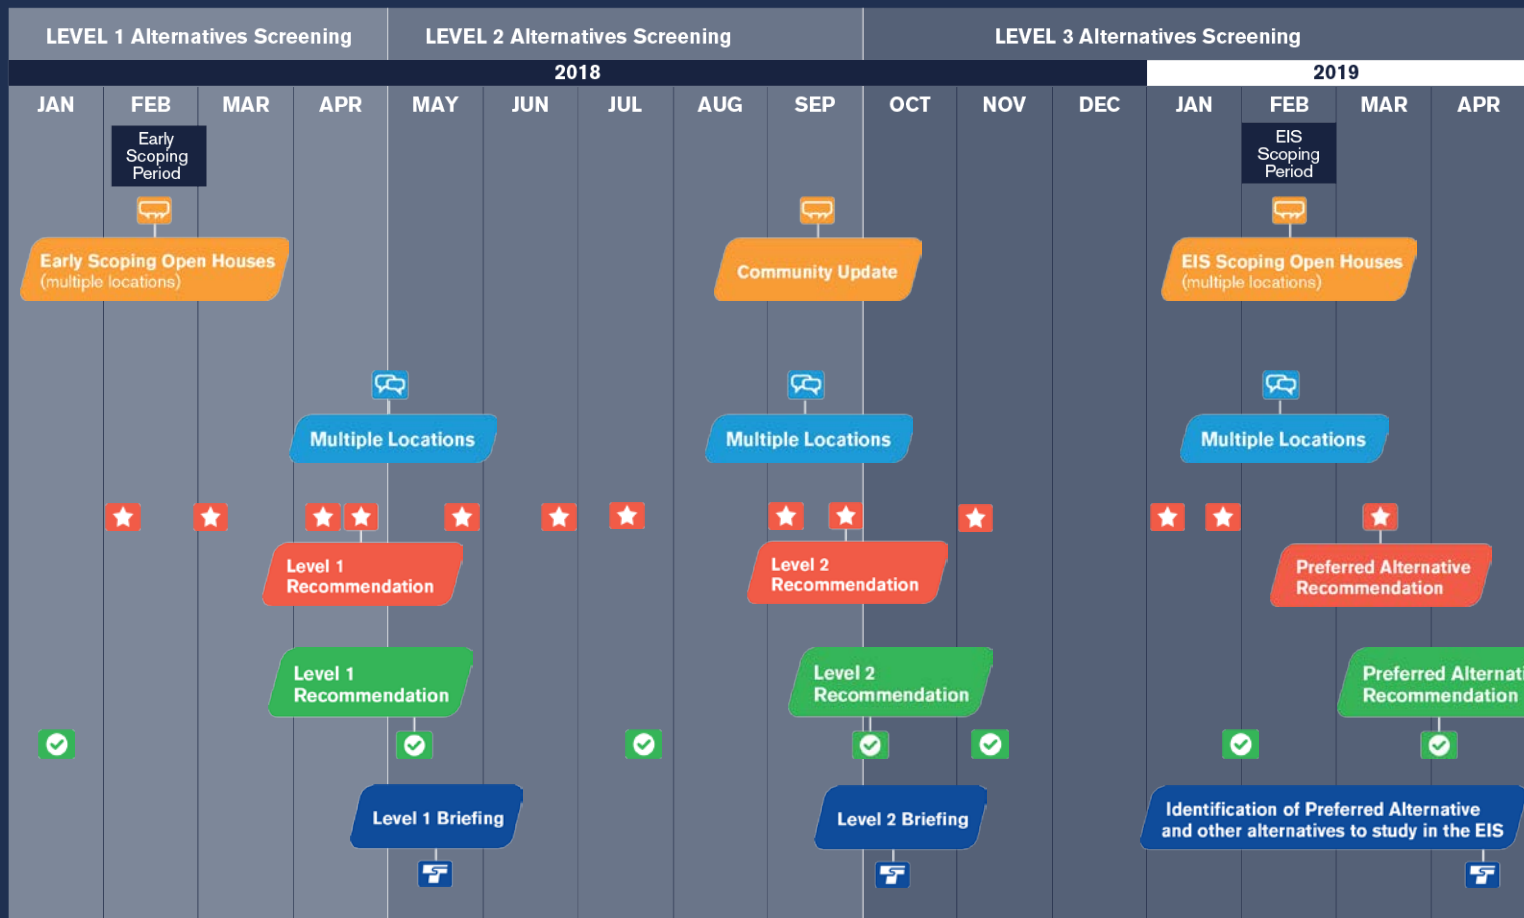 LEVEL 1 Alternatives Screening
LEVEL 2 Alternatives Screening
LEVEL 3 Alternatives Screening
2018
2019
JAN
FEB
MAR
APR
MAY
JUN
JUL
AUG
SEP
OCT
NOV
DEC
JAN
FEB
MAR
APR
Early
Scoping
Period
EIS
Scoping
Period
Early Scoping Open Houses
(multiple locations)
Community Update
EIS Scoping Open Houses
(multiple locations)
Multiple Locations
Multiple Locations
Multiple Locations
Level 1
Recommendation
Level 2
Recommendation
Preferred Alternative
Recommendation
Level 1
Recommendation
Level 2
Recommendation
Preferred Alternati
Recommendation
Level 1 Briefing
Level 2 Briefing
Identification of Preferred Alternative
and other alternatives to study in the EIS